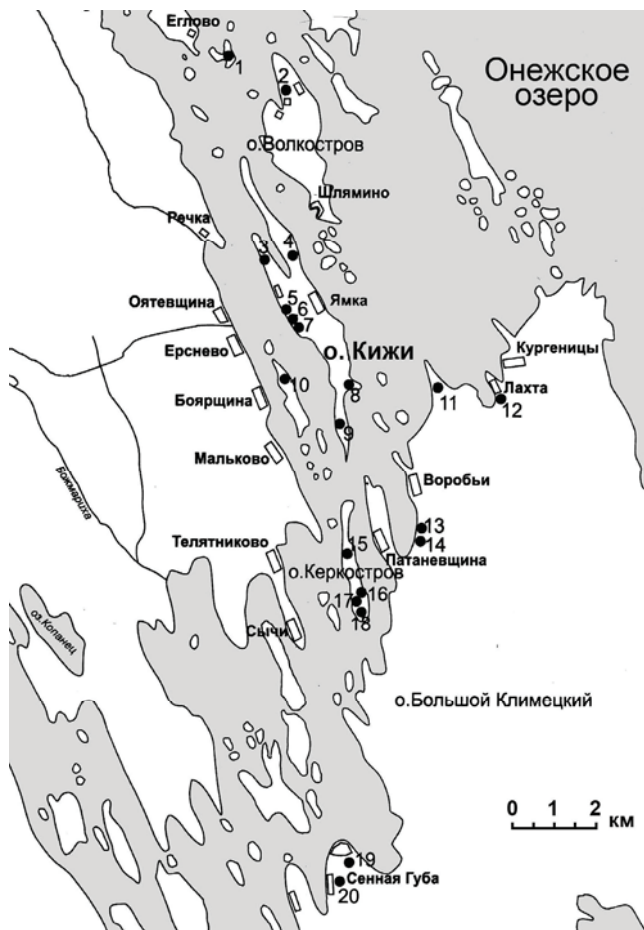 Еглово
1
Онежское
озеро
2
о.Волкостров
Шлямино
Речка
3
4
Оятевщина
5
6
7
Ямка
Ерснево
о. Кижи
Кургеницы
10
8
11
Лахта
12
Боярщина
9
Мальково
Воробьи
Божмариха
13
14
Телятниково
15
Патаневщина
о.Керкостров
16
17
18
оз.Копанец
Сычи
о.Большой Климецкий
0 1 2
км
19
Сенная Губа
20